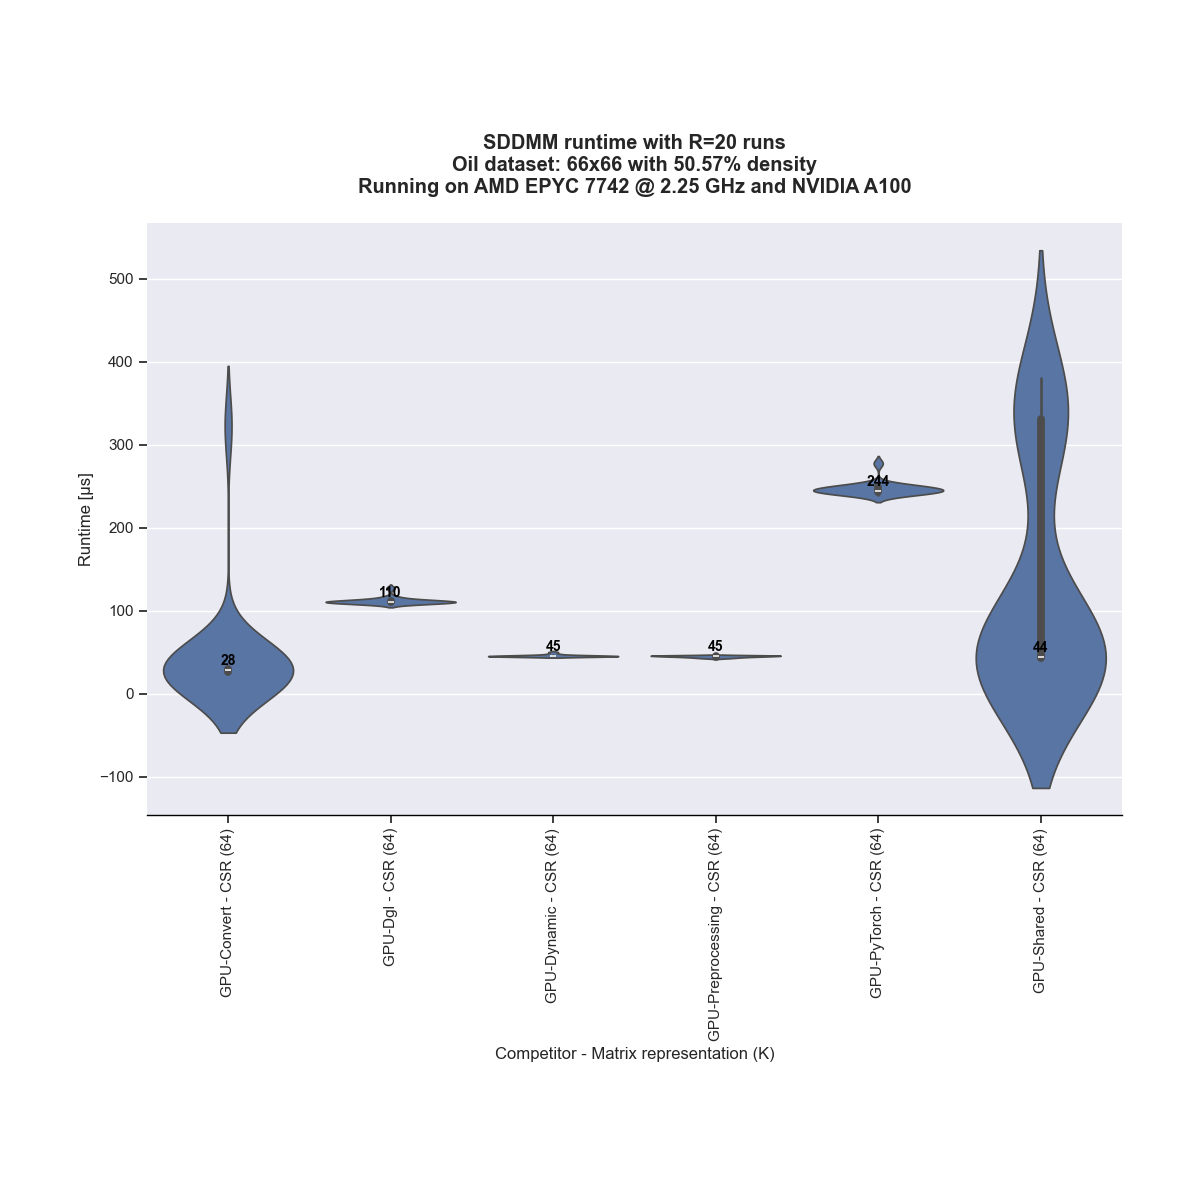 SDDMM runtime with R=20 runs
Oil dataset: 66x66 with 50.57% density
Running on AMD EPYC 7742 @ 2.25 GHz and NVIDIA A100
Runtime [µs]
500
400
300
200
100
0
−100
28
110
45
45
244
44
GPU-Convert - CSR (64)
GPU-Dgl - CSR (64)
GPU-Dynamic - CSR (64)
GPU-Preprocessing - CSR (64)
GPU-PyTorch - CSR (64)
GPU-Shared - CSR (64)
Competitor - Matrix representation (K)